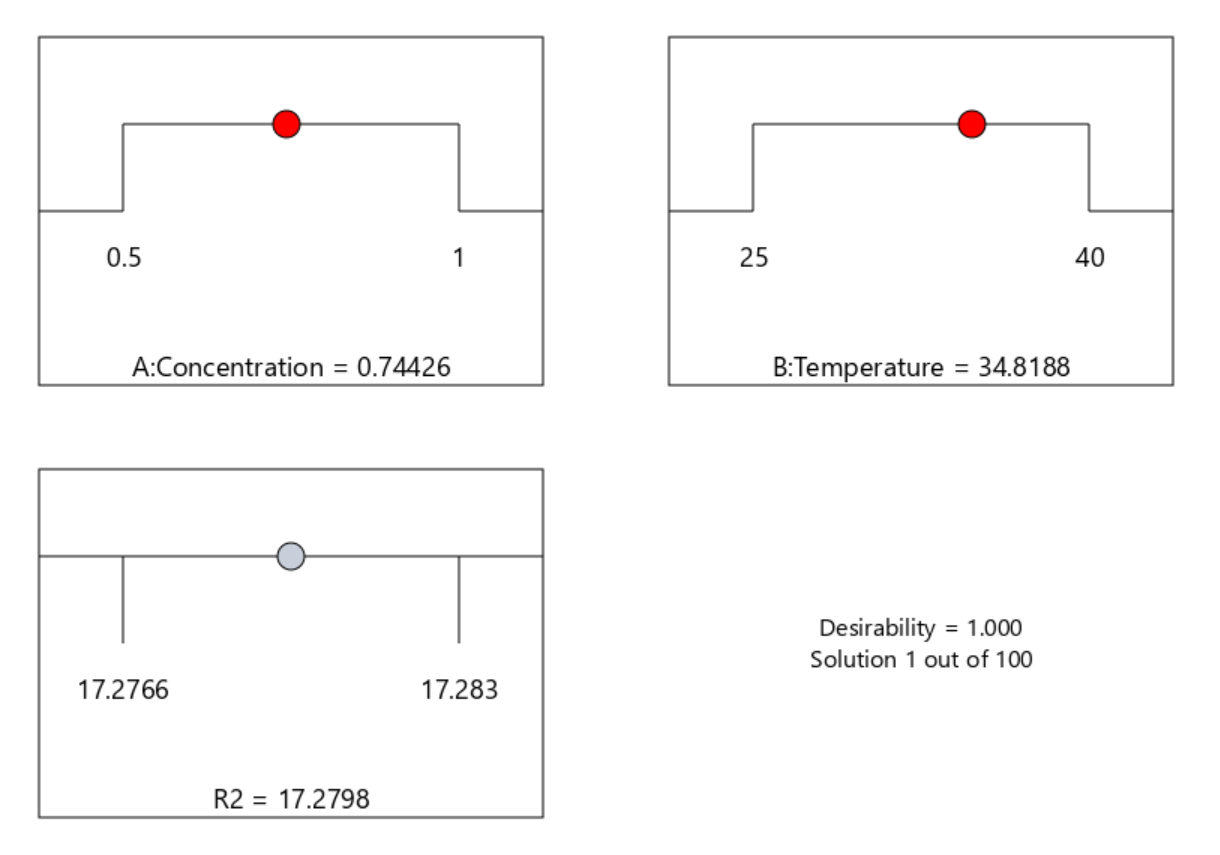 0.5
1
A:Concentration = 0.74426
25
40
B:Temperature = 34.8188
17.2766
17.283
R2 = 17.2798
Desirability = 1.000
Solution 1 out of 100